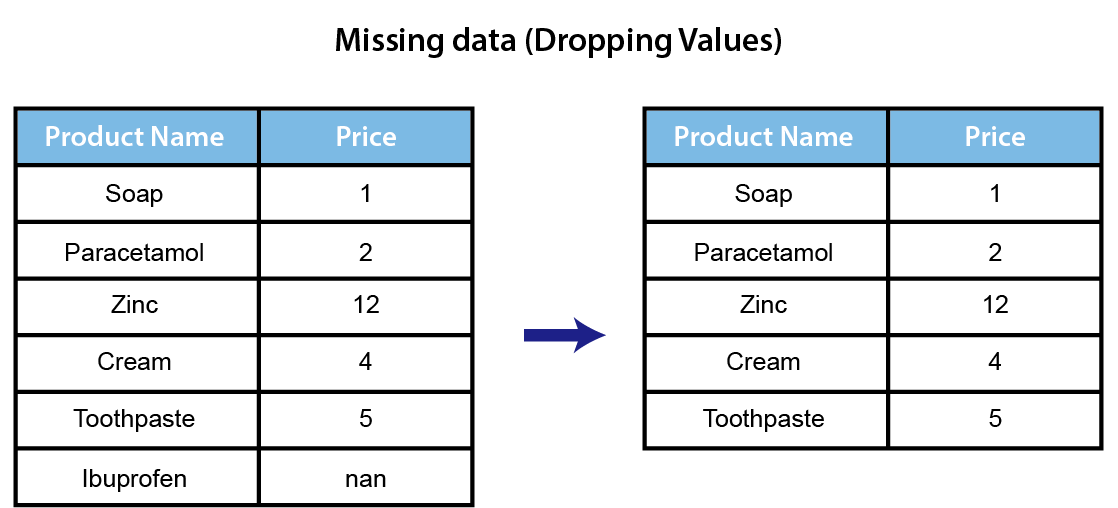 Missing data (Dropping Values)
Product Name Price
Soap 1
Paracetamol 2
Zinc 12
Cream 4
Toothpaste 5
Ibuprofen nan
Product Name Price
Soap 1
Paracetamol 2
Zinc 12
Cream 4
Toothpaste 5